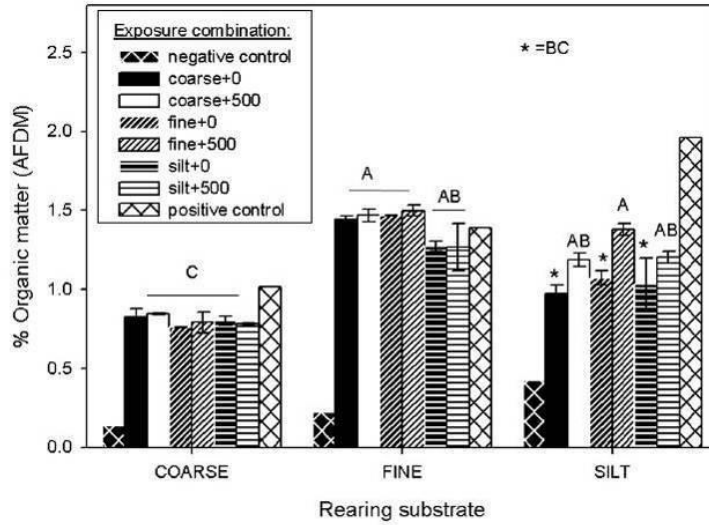 2.5
2.0
1.5
1.0
0.5
0.0
% Organic matter (AFDM)
Exposure combination:
negative control
coarse+0
coarse+500
fine+0
fine+500
silt+0
silt+500
positive control
* =BC
C
A
AB
*
AB
*
A
*
AB
COARSE
FINE
SILT
Rearing substrate